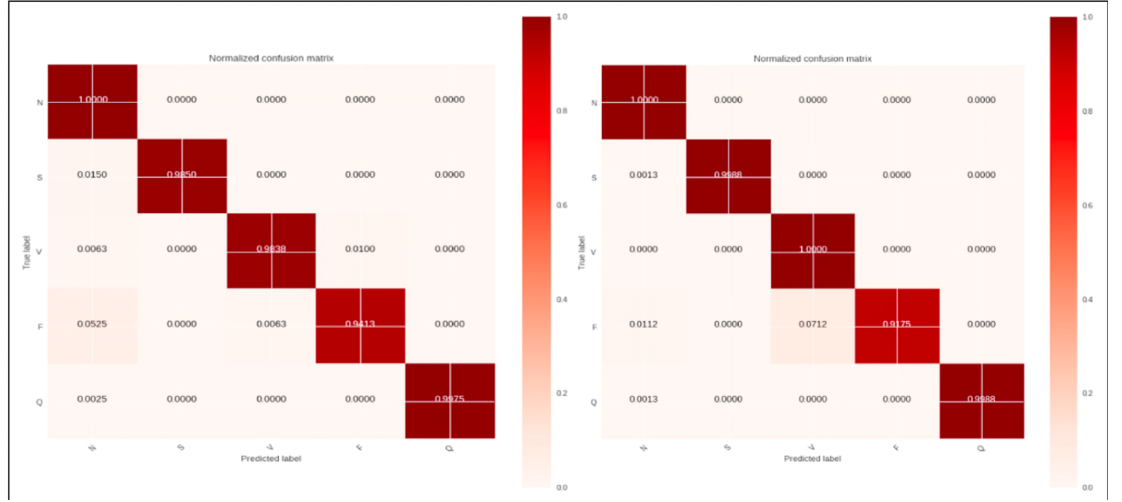 Normalized confusion matrix
True label
N 1.0000 0.0000 0.0000 0.0000 0.0000
S 0.0150 0.9850 0.0000 0.0000 0.0000
V 0.0063 0.0000 0.9838 0.0100 0.0000
F 0.0525 0.0000 0.0063 0.9413 0.0000
Q 0.0025 0.0000 0.0000 0.0000 0.9975
N S V F Q
Predicted label
1.0
0.8
0.6
0.4
0.2
0.0
Normalized confusion matrix
True label
N 1.0000 0.0000 0.0000 0.0000 0.0000
S 0.0013 0.9988 0.0000 0.0000 0.0000
V 0.0000 0.0000 1.0000 0.0000 0.0000
F 0.0112 0.0000 0.0712 0.9175 0.0000
Q 0.0013 0.0000 0.0000 0.0000 0.9988
N S V F Q
Predicted label
1.0
0.8
0.6
0.4
0.2
0.0